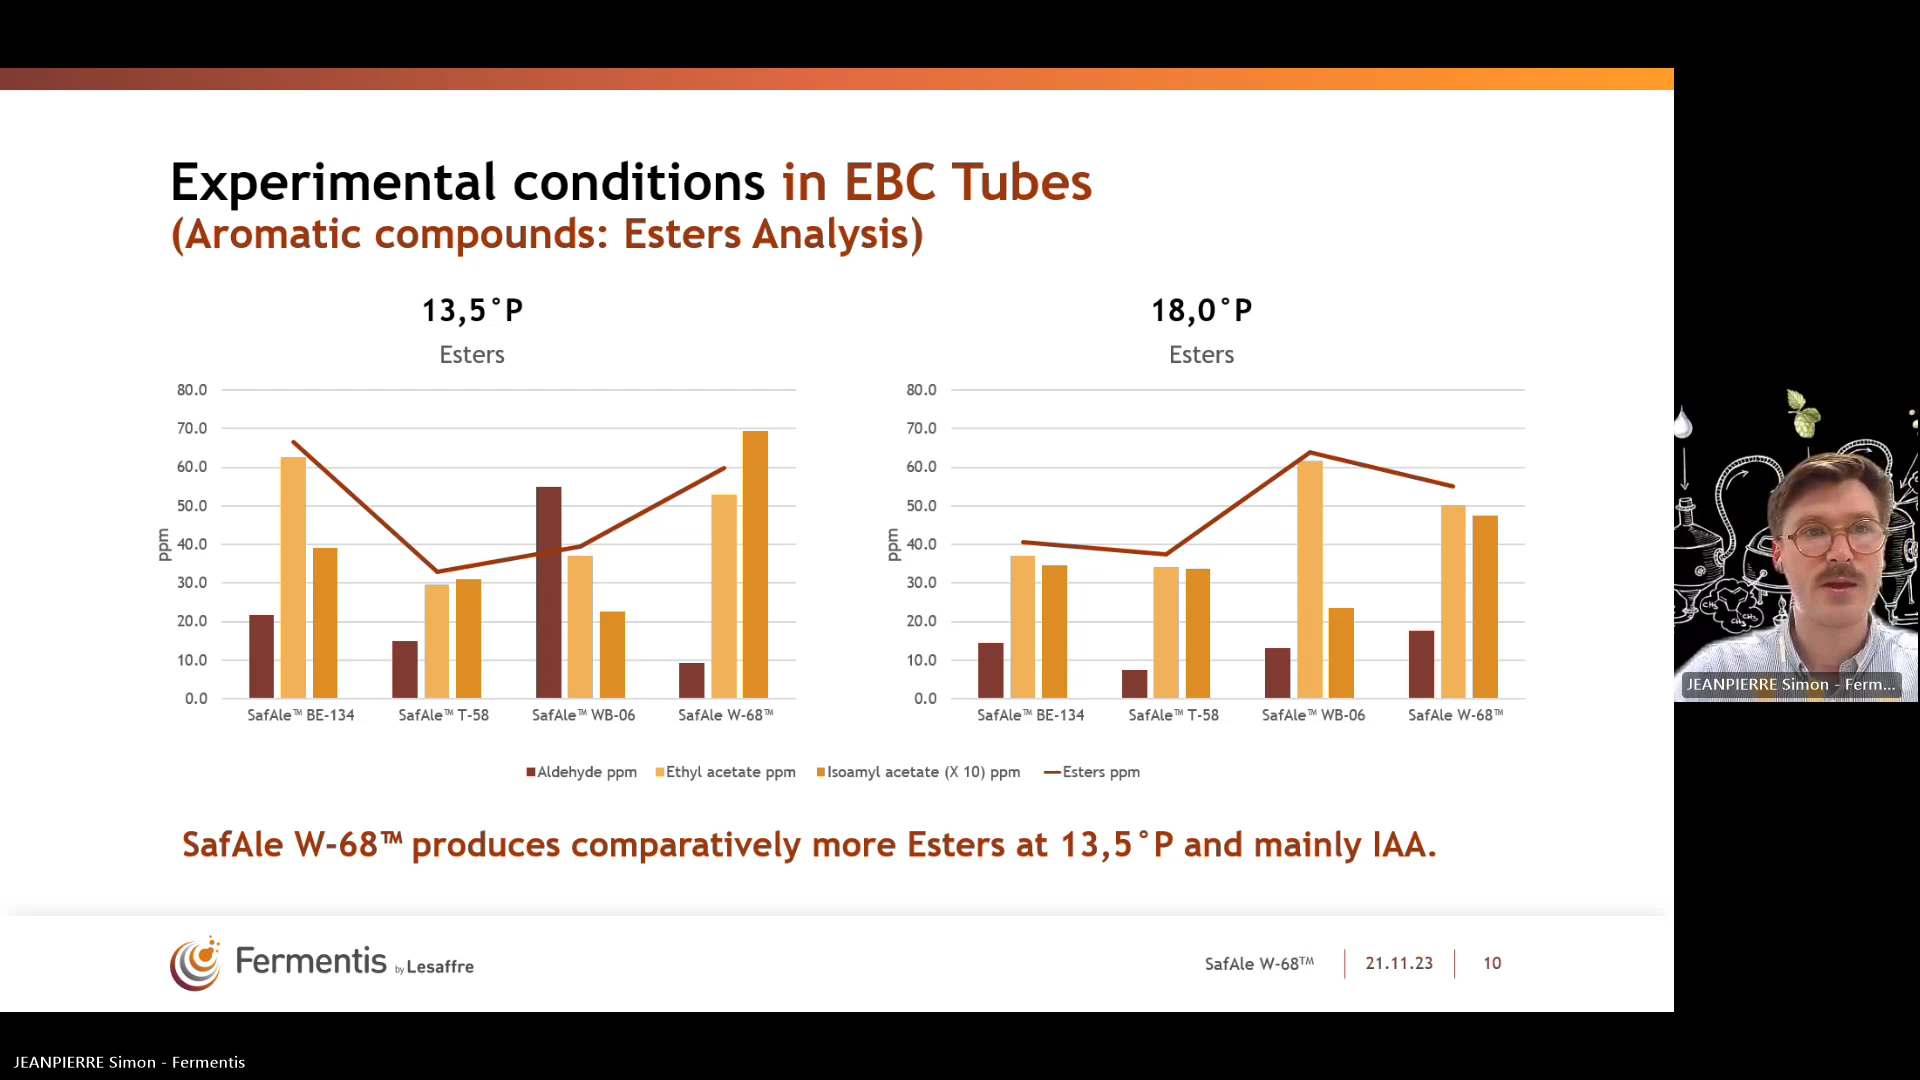 Experimental conditions in EBC Tubes
(Aromatic compounds: Esters Analysis)
13,5°P
Esters
80.0
70.0
60.0
50.0
40.0
30.0
20.0
10.0
0.0
ppm
SafAle™ BE-134
SafAle™ T-58
SafAle™ WB-06
SafAle W-68™
18,0°P
Esters
80.0
70.0
60.0
50.0
40.0
30.0
20.0
10.0
0.0
ppm
SafAle™ BE-134
SafAle™ T-58
SafAle™ WB-06
SafAle W-68™
Aldehyde ppm
Ethyl acetate ppm
Isoamyl acetate (X 10) ppm
Esters ppm
SafAle W-68™ produces comparatively more Esters at 13,5°P and mainly IAA.
Fermentis by Lesaffre
SafAle W-68™
21.11.23
10
CH₃
CH₃
JEANPIERRE Simon - Ferm...
JEANPIERRE Simon - Fermentis